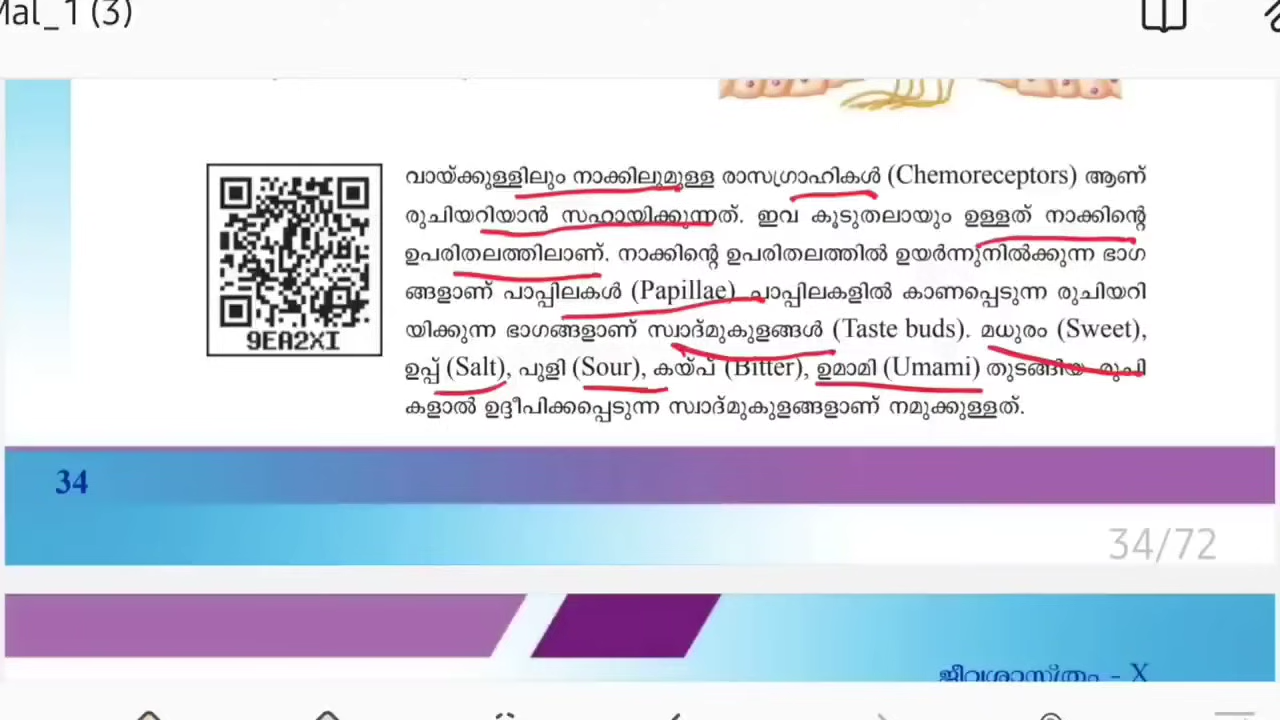 Mal_1 (3)
വായ്ക്കുള്ളിലും നാക്കിലുമുള്ള രാസഗ്രാഹികൾ (Chemoreceptors) ആണ്
രുചിയറിയാൻ സഹായിക്കുന്നത്. ഇവ കൂടുതലായും ഉള്ളത് നാക്കിന്റെ
ഉപരിതലത്തിലാണ്. നാക്കിന്റെ ഉപരിതലത്തിൽ ഉയർന്നുനിൽക്കുന്ന ഭാഗ
ങ്ങളാണ് പാപ്പിലകൾ (Papillae) പാപ്പിലകളിൽ കാണപ്പെടുന്ന രുചിയറി
യിക്കുന്ന ഭാഗങ്ങളാണ് സ്വാദ്മുകുളങ്ങൾ (Taste buds). മധുരം (Sweet),
ഉപ്പ് (Salt), പുളി (Sour), കയ്പ് (Bitter), ഉമാമി (Umami) തുടങ്ങിയ രുചി
കളാൽ ഉദ്ദീപിക്കപ്പെടുന്ന സ്വാദ്മുകുളങ്ങളാണ് നമുക്കുള്ളത്.
9EA2XI
34
34/72
ജീവശാസ്ത്രം - X